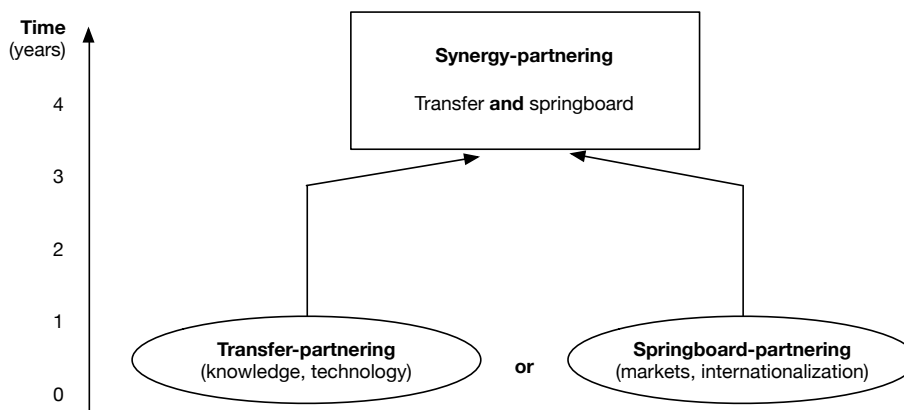 Time
(years)
Synergy-partnering
Transfer and springboard
4
3
2
1
0
Transfer-partnering
(knowledge, technology)
or
Springboard-partnering
(markets, internationalization)